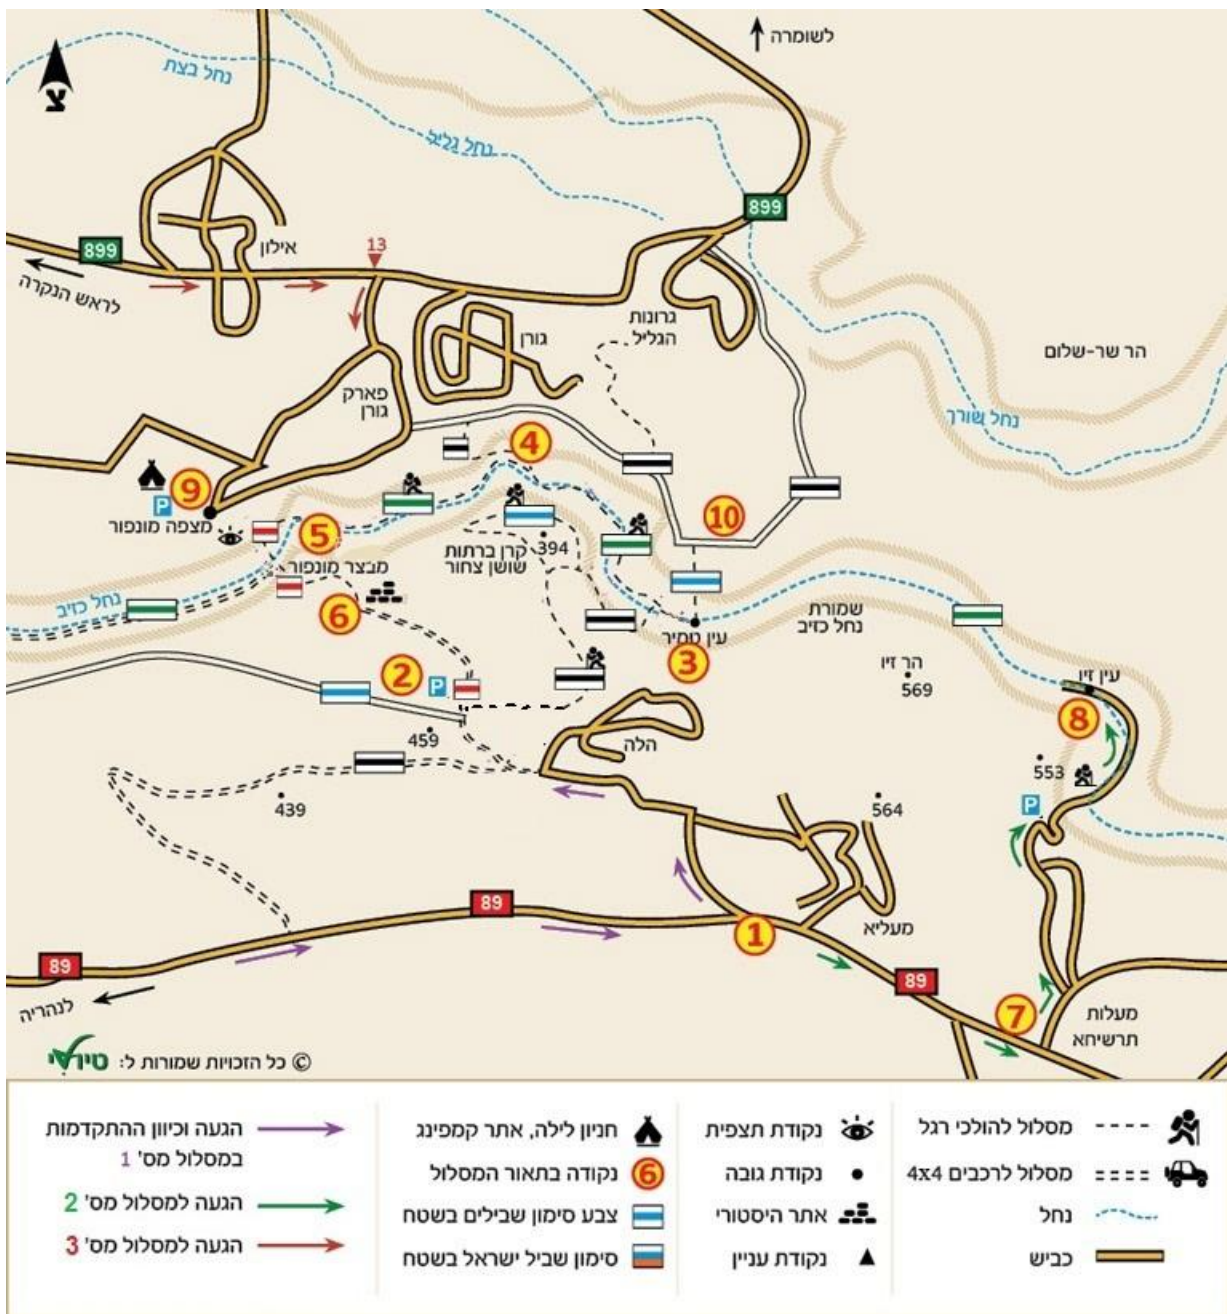 לשומרה
נחל בצת
צ
נחל גליל
899
899
אילון
13
לראש הנקרה
גרונות
הגליל
גורן
הר שר-שלום
פארק
גורן
נחל שורך
4
9
P
10
מצפה מונפור
5
394
קרן ברתות
שושן צחור
מבצר מונפור
נחל כזיב
6
שמורת
נחל כזיב
עין טמיר
3
הר זיו
569
עין זיו
2
P
8
459
הלה
553
439
564
P
89
1
מעליא
89
89
לנהריה
7
מעלות
תרשיחא
© כל הזכויות שמורות ל: טיולי
מסלול להולכי רגל
מסלול לרכבים 4x4
נחל
כביש
נקודת תצפית
נקודת גובה
אתר היסטורי
נקודת עניין
חניון לילה, אתר קמפינג
6 נקודה בתאור המסלול
צבע סימון שבילים בשטח
סימון שביל ישראל בשטח
הגעה וכיוון ההתקדמות
במסלול מס' 1
הגעה למסלול מס' 2
הגעה למסלול מס' 3